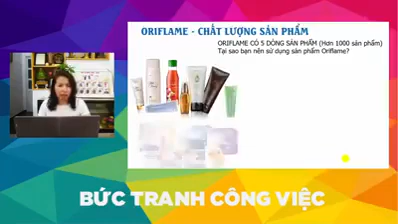 ORIFLAME - CHẤT LƯỢNG SẢN PHẨM
ORIFLAME CÓ 5 DÒNG SẢN PHẨM (Hơn 1000 sản phẩm)
Tại sao bạn nên sử dụng sản phẩm Oriflame?
BỨC TRANH CÔNG VIỆC